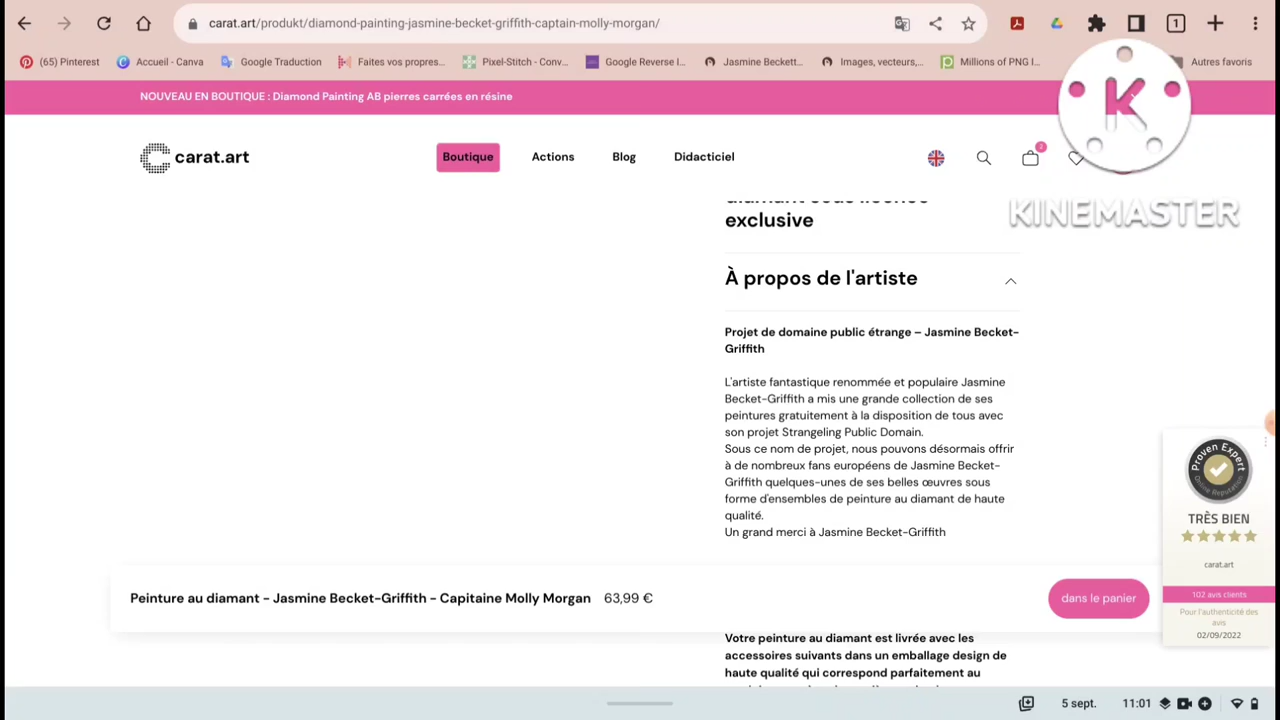 carat.art/produkt/diamond-painting-jasmine-becket-griffith-captain-molly-morgan/
1
(65) Pinterest
Accueil - Canva
Google Traduction
Faites vos propres...
Pixel-Stitch - Conv...
Google Reverse I...
Jasmine Beckett...
Images, vecteurs,...
Millions of PNG I...
Autres favoris
NOUVEAU EN BOUTIQUE : Diamond Painting AB pierres carrées en résine
K
KINEMASTER
carat.art
Boutique
Actions
Blog
Didacticiel
2
exclusive
À propos de l'artiste
Projet de domaine public étrange – Jasmine Becket-
Griffith
L'artiste fantastique renommée et populaire Jasmine
Becket-Griffith a mis une grande collection de ses
peintures gratuitement à la disposition de tous avec
son projet Strangeling Public Domain.
Sous ce nom de projet, nous pouvons désormais offrir
à de nombreux fans européens de Jasmine Becket-
Griffith quelques-unes de ses belles œuvres sous
forme d'ensembles de peinture au diamant de haute
qualité.
Un grand merci à Jasmine Becket-Griffith
Proven Expert
Online Reputation
TRÈS BIEN
carat.art
102 avis clients
Pour l'authenticité des
avis
02/09/2022
Peinture au diamant - Jasmine Becket-Griffith - Capitaine Molly Morgan
63,99 €
dans le panier
Votre peinture au diamant est livrée avec les
accessoires suivants dans un emballage design de
haute qualité qui correspond parfaitement au
5 sept.
11:01